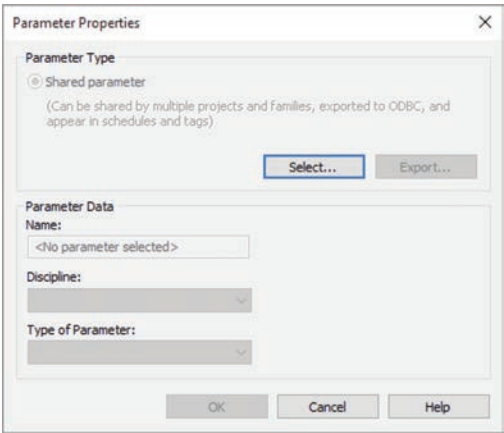 Parameter Properties
Parameter Type
Shared parameter
(Can be shared by multiple projects and families, exported to ODBC, and
appear in schedules and tags)
Select...
Export...
Parameter Data
Name:
<No parameter selected>
Discipline:
Type of Parameter:
OK
Cancel
Help